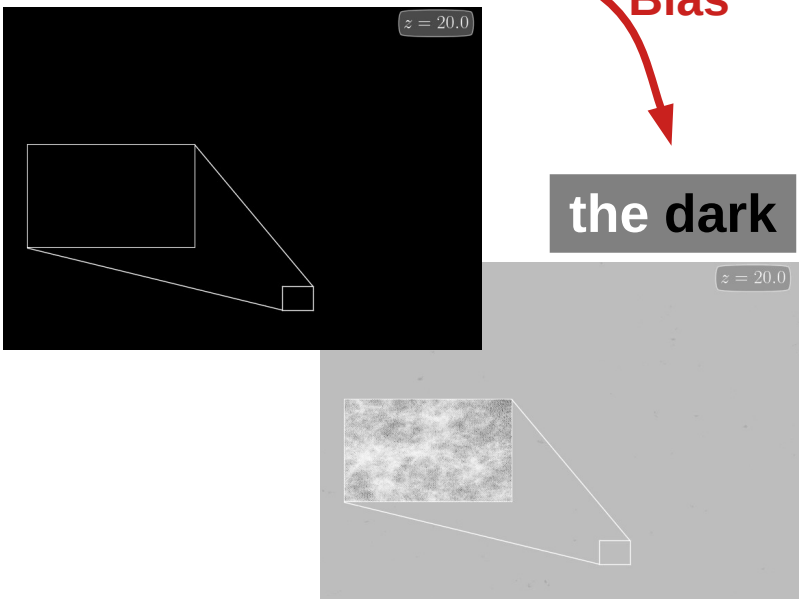 Bias
z = 20.0
the dark
z = 20.0